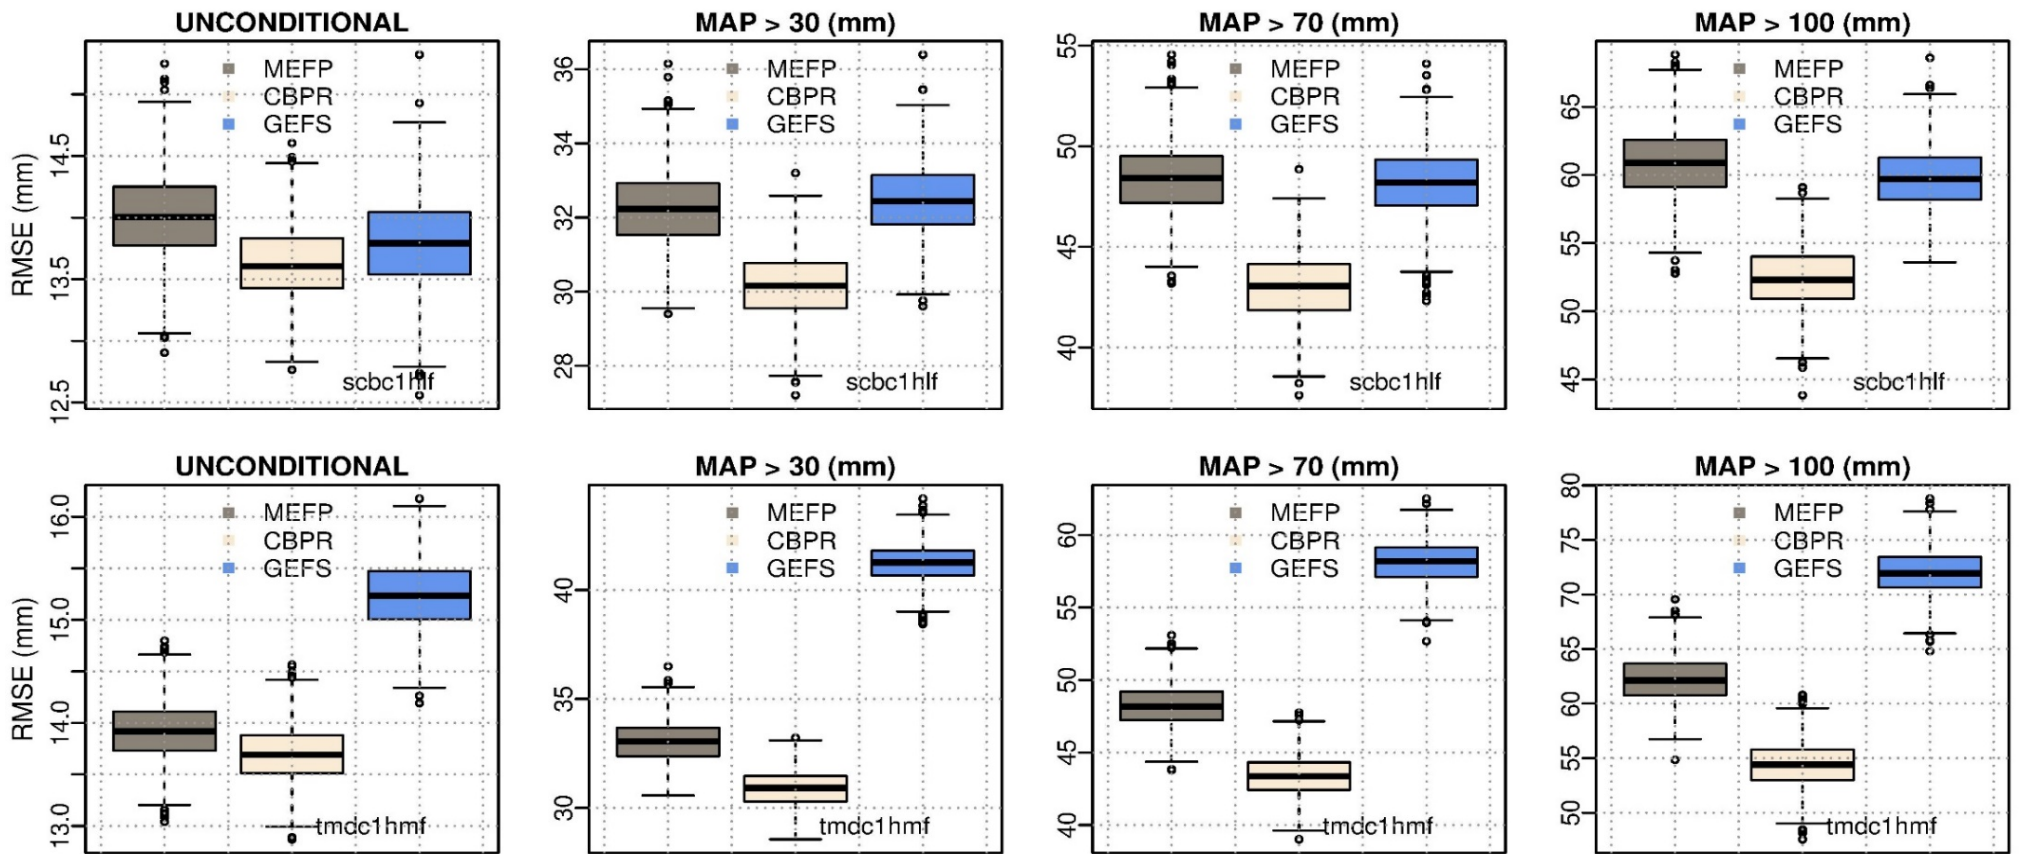 UNCONDITIONAL
RMSE (mm)
14.5
13.5
12.5
MEFP
CBPR
GEFS
scbc1hlf
MAP > 30 (mm)
36
34
32
30
28
MEFP
CBPR
GEFS
scbc1hlf
MAP > 70 (mm)
55
50
45
40
MEFP
CBPR
GEFS
scbc1hlf
MAP > 100 (mm)
65
60
55
50
45
MEFP
CBPR
GEFS
scbc1hlf
UNCONDITIONAL
RMSE (mm)
16.0
15.0
14.0
13.0
MEFP
CBPR
GEFS
tmdc1hmf
MAP > 30 (mm)
40
35
30
MEFP
CBPR
GEFS
tmdc1hmf
MAP > 70 (mm)
60
55
50
45
40
MEFP
CBPR
GEFS
tmdc1hmf
MAP > 100 (mm)
80
75
70
65
60
55
50
MEFP
CBPR
GEFS
tmdc1hmf